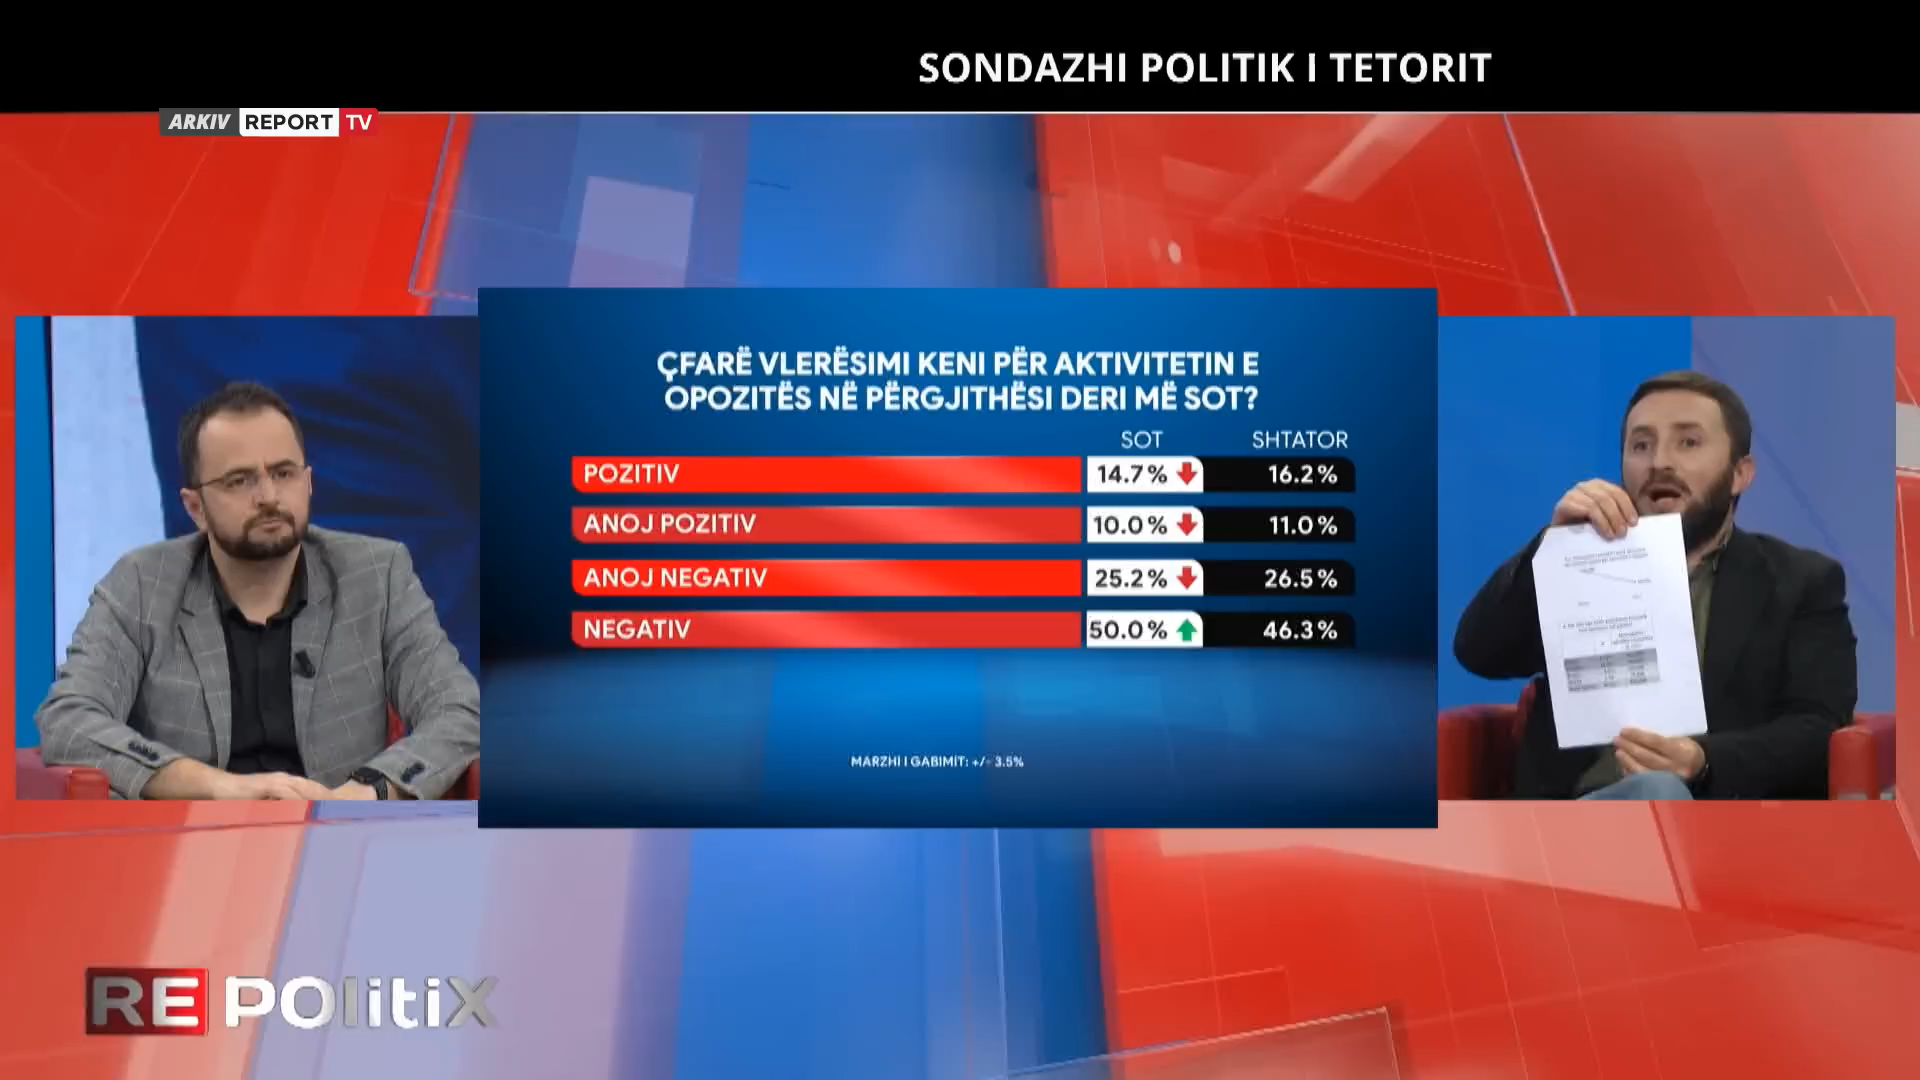 SONDAZHI POLITIK I TETORIT
ARKIV REPORT TV
ÇFARË VLERËSIMI KENI PËR AKTIVITETIN E
OPOZITËS NË PËRGJITHËSI DERI MË SOT?
SOT SHTATOR
POZITIV 14.7% 16.2%
ANOJ POZITIV 10.0% 11.0%
ANOJ NEGATIV 25.2% 26.5%
NEGATIV 50.0% 46.3%
MARZHI I GABIMIT: +/- 3.5%
RE POlitiX